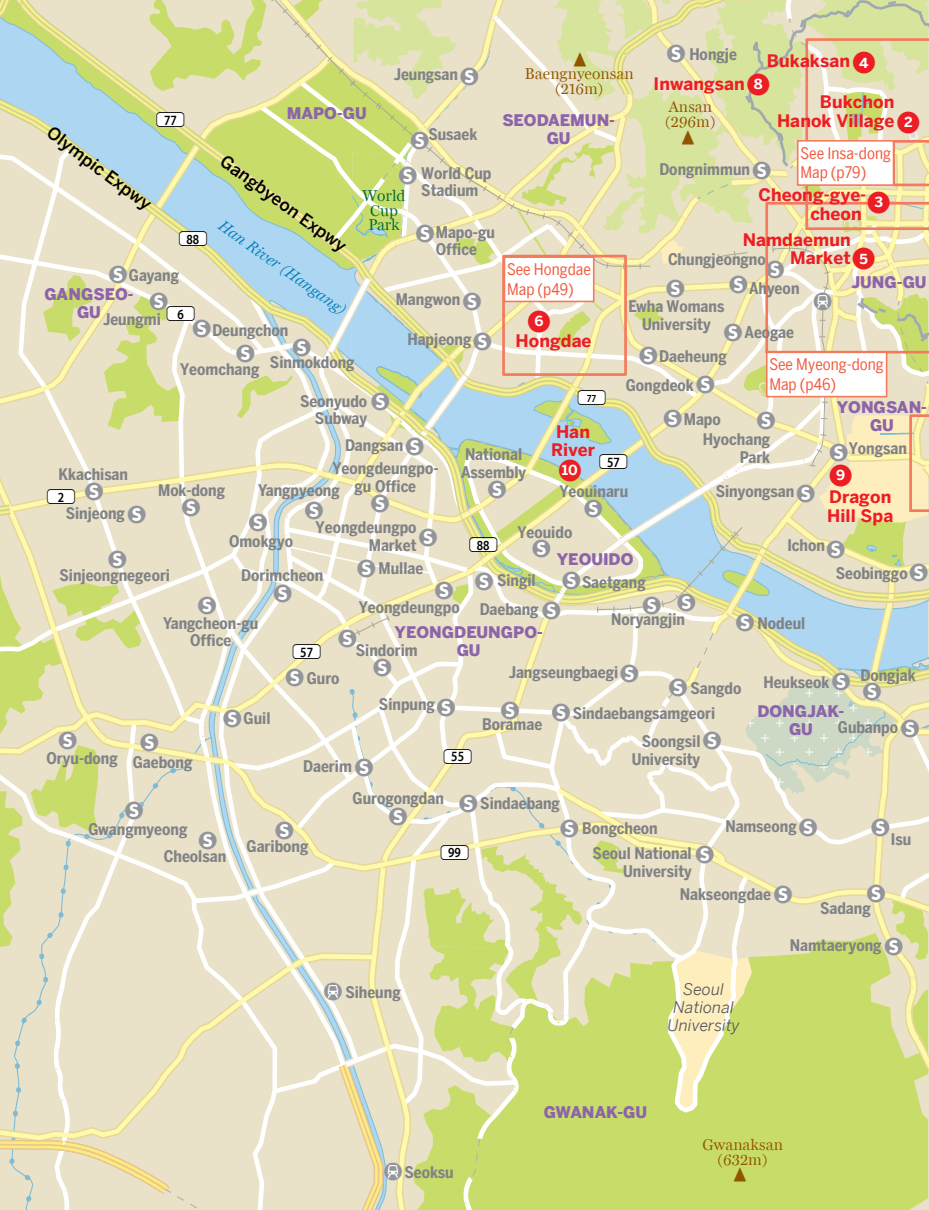 Hongje
Bukaksan 4
Jeungsan
Baengnyeonsan
(216m)
Inwangsan 8
Bukchon
Hanok Village 2
77
MAPO-GU
SEODAEMUN-
GU
Ansan
(296m)
Susaek
See Insa-dong
Map (p79)
Olympic Expwy
Gangbyeon Expwy
World Cup
Stadium
Dongnimmun
World
Cup
Park
Cheong-gye-
cheon 3
88
Han River (Hangang)
Mapo-gu
Office
Namdaemun
Market 5
Chungjeongno
See Hongdae
Map (p49)
Gayang
GANGSEO-
GU
JUNG-GU
Ahyeon
Mangwon
Ewha Womans
University
Jeungmi
6
6
Hongdae
Deungchon
Aeogae
Hapjeong
Yeomchang
Sinmokdong
Daeheung
See Myeong-dong
Map (p46)
Gongdeok
77
Seonyudo
Subway
YONGSAN-
GU
Mapo
Hyochang
Park
Han
River
10
Dangsan
National
Assembly
57
Yongsan
Kkachisan
Yeongdeungpo-
gu Office
9
Dragon
Hill Spa
2
Mok-dong
Yangpyeong
Yeouinaru
Sinyongsan
Sinjeong
Omokgyo
Yeongdeungpo
Market
Yeouido
88
Ichon
YEOUIDO
Sinjeongnegeori
Dorimcheon
Mullae
Singil
Saetgang
Seobinggo
Yeongdeungpo
Daebang
Noryangjin
Yangcheon-gu
Office
YEONGDEUNGPO-
GU
Nodeul
57
Sindorim
Guro
Jangseungbaegi
Sangdo
Heukseok
Dongjak
Sinpung
Boramae
Sindaebangsamgeori
DONGJAK-
GU
Guil
Gubanpo
Oryu-dong
Gaebong
55
Soongsil
University
Daerim
Gurogongdan
Sindaebang
Gwangmyeong
Cheolsan
Garibong
Bongcheon
Namseong
Isu
99
Seoul National
University
Nakseongdae
Sadang
Namtaeryong
Siheung
Seoul
National
University
GWANAK-GU
Gwanaksan
(632m)
Seoksu